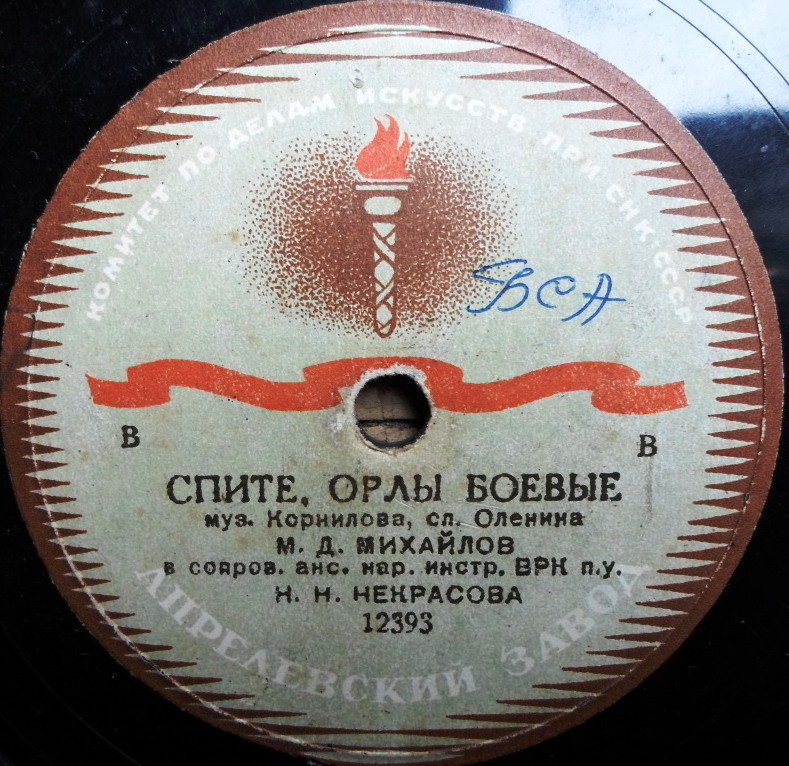 КОМИТЕТ ПО ДЕЛАМ ИСКУССТВ ПРИ СНК·СССР
ВСА
В В
СПИТЕ, ОРЛЫ БОЕВЫЕ
муз. Корнилова, сл. Оленина
М. Д. МИХАЙЛОВ
в сопров. анс. нар. инстр. ВРК п.у.
Н. Н. НЕКРАСОВА
12393
АПРЕЛЕВСКИЙ ЗАВОД